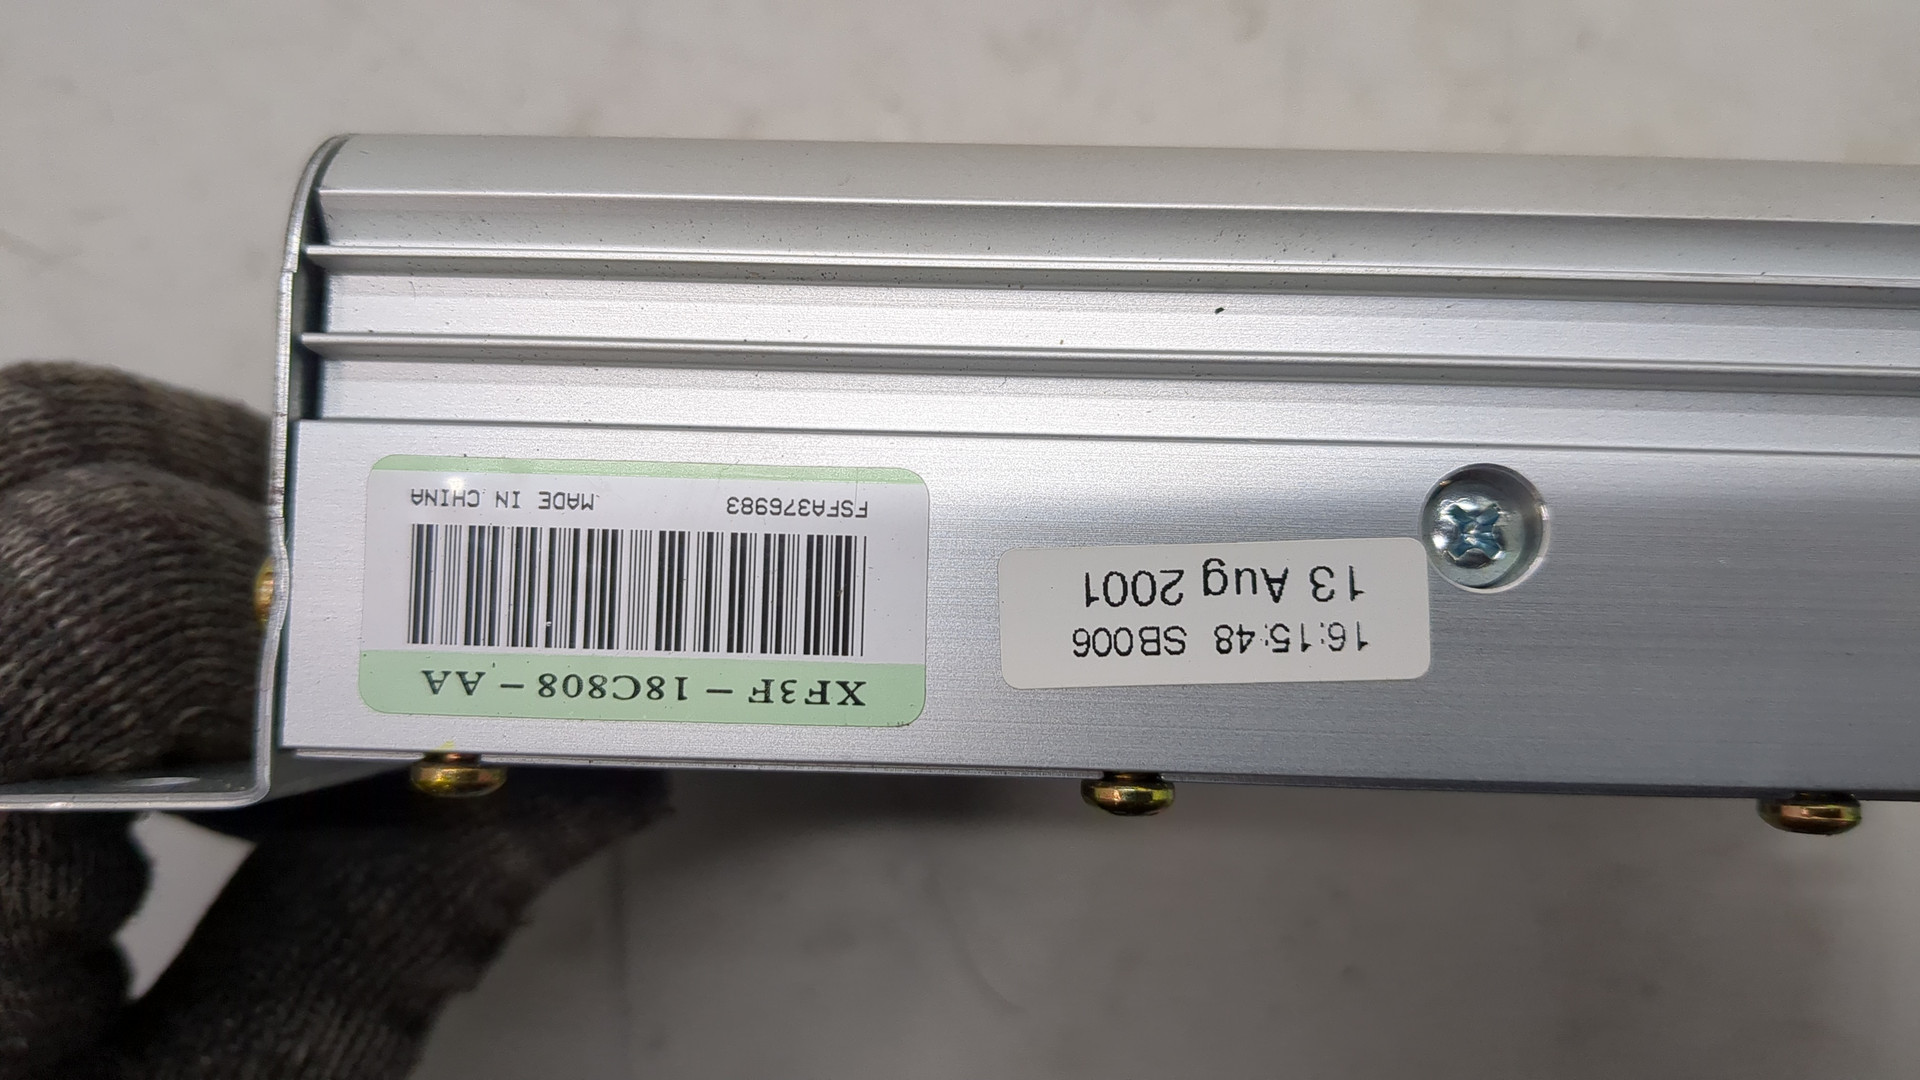 XF3F - 18C808 - AA
FSFA376983 MADE IN CHINA
16:15:48 SB006
13 Aug 2001